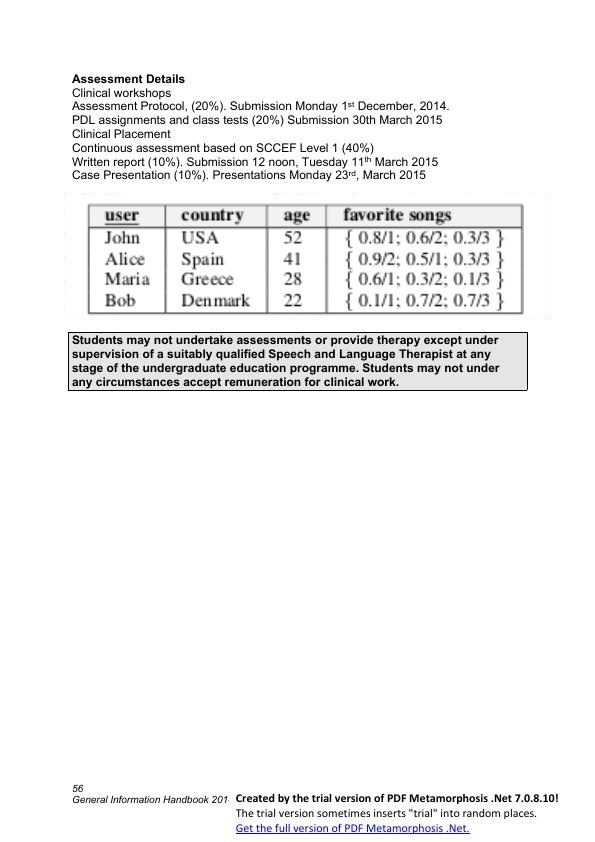 Assessment Details
Clinical workshops
Assessment Protocol, (20%). Submission Monday 1st December, 2014.
PDL assignments and class tests (20%) Submission 30th March 2015
Clinical Placement
Continuous assessment based on SCCEF Level 1 (40%)
Written report (10%). Submission 12 noon, Tuesday 11th March 2015
Case Presentation (10%). Presentations Monday 23rd, March 2015
user country age favorite songs
John USA 52 { 0.8/1; 0.6/2; 0.3/3 }
Alice Spain 41 { 0.9/2; 0.5/1; 0.3/3 }
Maria Greece 28 { 0.6/1; 0.3/2; 0.1/3 }
Bob Denmark 22 { 0.1/1; 0.7/2; 0.7/3 }
Students may not undertake assessments or provide therapy except under
supervision of a suitably qualified Speech and Language Therapist at any
stage of the undergraduate education programme. Students may not under
any circumstances accept remuneration for clinical work.
56
General Information Handbook 201
Created by the trial version of PDF Metamorphosis .Net 7.0.8.10!
The trial version sometimes inserts "trial" into random places.
Get the full version of PDF Metamorphosis .Net.